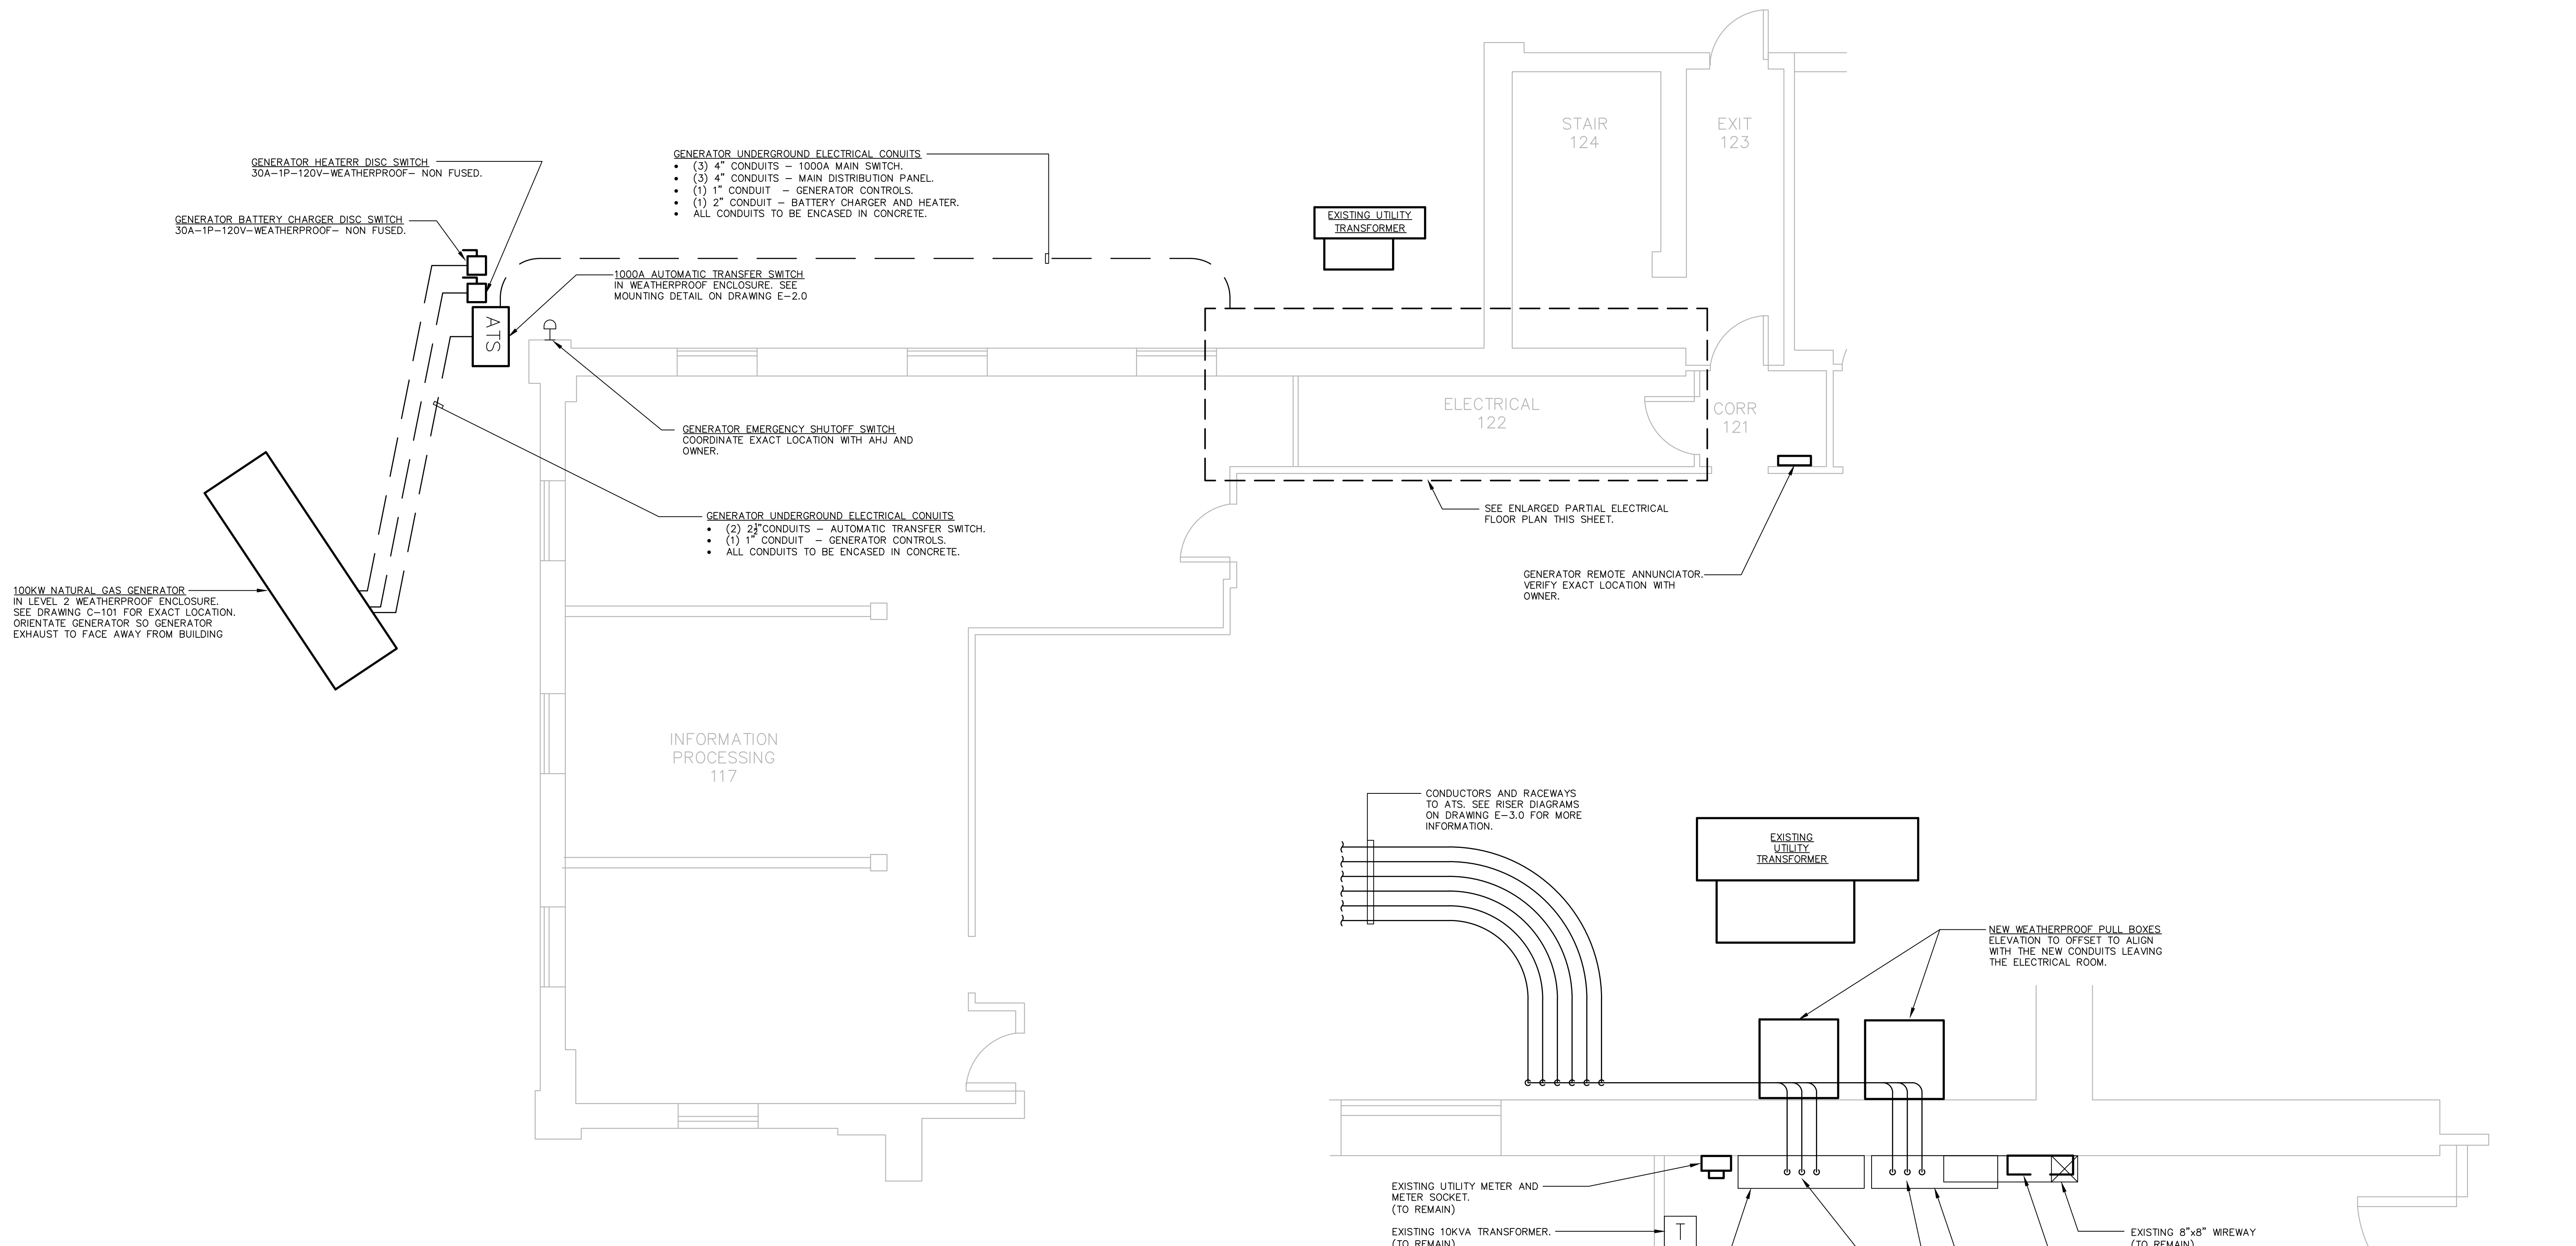 STAIR
124
EXIT
123
GENERATOR HEATERR DISC SWITCH
30A-1P-120V-WEATHERPROOF- NON FUSED.
GENERATOR UNDERGROUND ELECTRICAL CONUITS
• (3) 4" CONDUITS - 1000A MAIN SWITCH.
• (3) 4" CONDUITS - MAIN DISTRIBUTION PANEL.
• (1) 1" CONDUIT - GENERATOR CONTROLS.
• (1) 2" CONDUIT - BATTERY CHARGER AND HEATER.
• ALL CONDUITS TO BE ENCASED IN CONCRETE.
GENERATOR BATTERY CHARGER DISC SWITCH
30A-1P-120V-WEATHERPROOF- NON FUSED.
EXISTING UTILITY
TRANSFORMER
1000A AUTOMATIC TRANSFER SWITCH
IN WEATHERPROOF ENCLOSURE. SEE
MOUNTING DETAIL ON DRAWING E-2.0
ATS
ELECTRICAL
122
CORR
121
GENERATOR EMERGENCY SHUTOFF SWITCH
COORDINATE EXACT LOCATION WITH AHJ AND
OWNER.
SEE ENLARGED PARTIAL ELECTRICAL
FLOOR PLAN THIS SHEET.
GENERATOR UNDERGROUND ELECTRICAL CONUITS
• (2) 2½"CONDUITS - AUTOMATIC TRANSFER SWITCH.
• (1) 1" CONDUIT - GENERATOR CONTROLS.
• ALL CONDUITS TO BE ENCASED IN CONCRETE.
GENERATOR REMOTE ANNUNCIATOR.
VERIFY EXACT LOCATION WITH
OWNER.
100KW NATURAL GAS GENERATOR
IN LEVEL 2 WEATHERPROOF ENCLOSURE.
SEE DRAWING C-101 FOR EXACT LOCATION.
ORIENTATE GENERATOR SO GENERATOR
EXHAUST TO FACE AWAY FROM BUILDING
INFORMATION
PROCESSING
117
CONDUCTORS AND RACEWAYS
TO ATS. SEE RISER DIAGRAMS
ON DRAWING E-3.0 FOR MORE
INFORMATION.
EXISTING
UTILITY
TRANSFORMER
NEW WEATHERPROOF PULL BOXES
ELEVATION TO OFFSET TO ALIGN
WITH THE NEW CONDUITS LEAVING
THE ELECTRICAL ROOM.
EXISTING UTILITY METER AND
METER SOCKET.
(TO REMAIN)
EXISTING 10KVA TRANSFORMER.
(TO REMAIN)
T
EXISTING 8"x8" WIREWAY
(TO REMAIN)